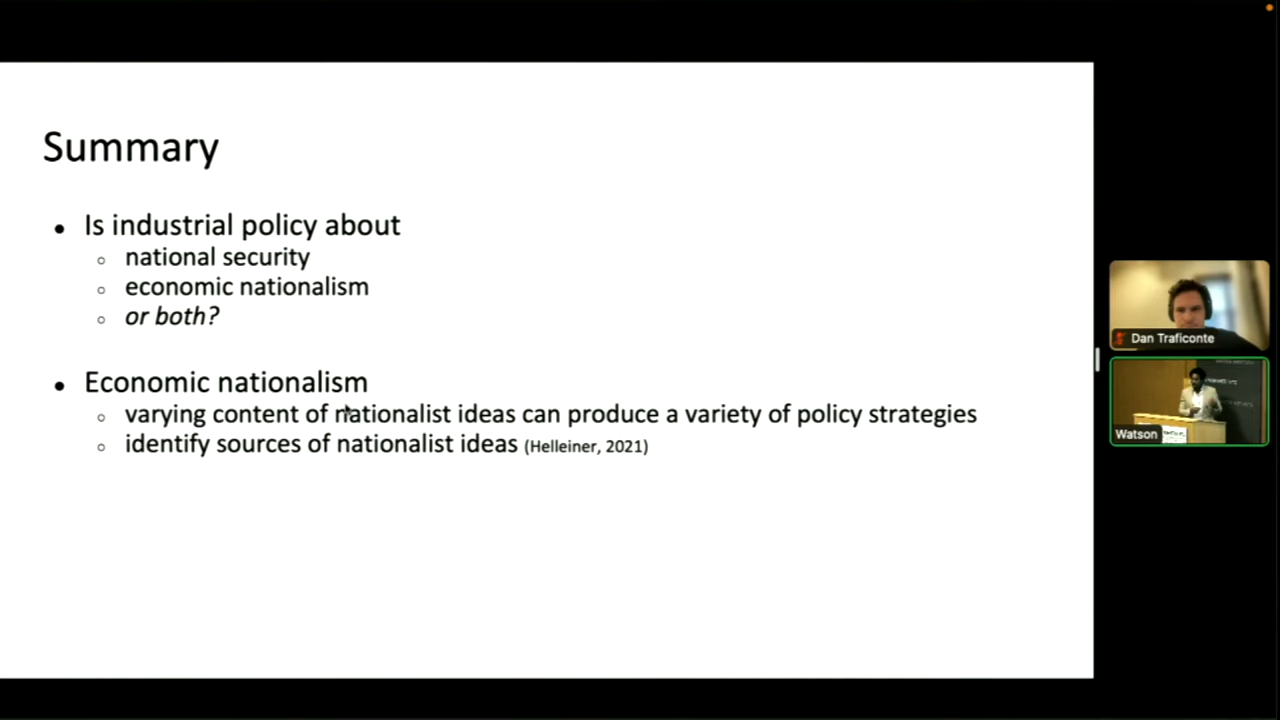 Summary
• Is industrial policy about
○ national security
○ economic nationalism
○ or both?
• Economic nationalism
○ varying content of nationalist ideas can produce a variety of policy strategies
○ identify sources of nationalist ideas (Helleiner, 2021)
Dan Traficonte
Watson